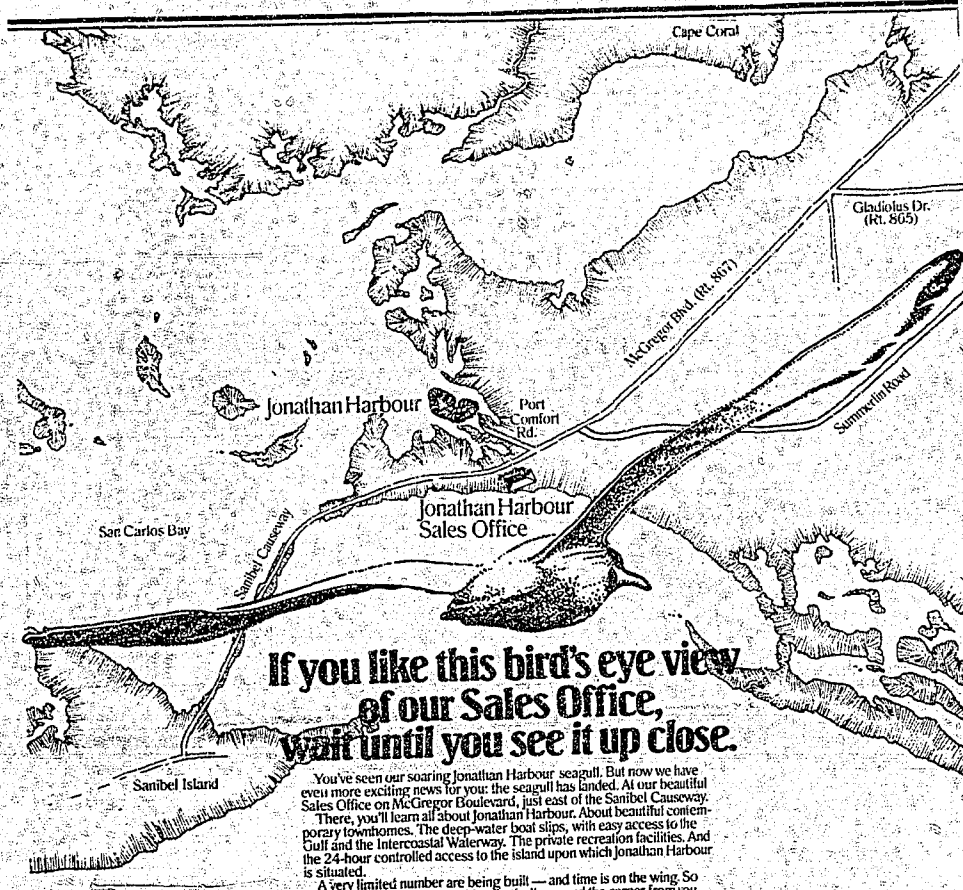 Cape Coral
Gladiolus Dr.
(Rt. 865)
McGregor Blvd. (Rt. 867)
Summerlin Road
Jonathan Harbour
Port
Comfort
Rd.
Jonathan Harbour
Sales Office
San Carlos Bay
Sanibel Causeway
If you like this bird's eye view
of our Sales Office,
wait until you see it up close.
Sanibel Island
You've seen our soaring Jonathan Harbour seagull. But now we have
even more exciting news for you: the seagull has landed. At our beautiful
Sales Office on McGregor Boulevard, just east of the Sanibel Causeway.
There, you'll learn all about Jonathan Harbour. About beautiful contem-
porary townhomes. The deep-water boat slips, with easy access to the
Gulf and the Intercoastal Waterway. The private recreation facilities. And
the 24-hour controlled access to the island upon which Jonathan Harbour
is situated.
A very limited number are being built — and time is on the wing. So